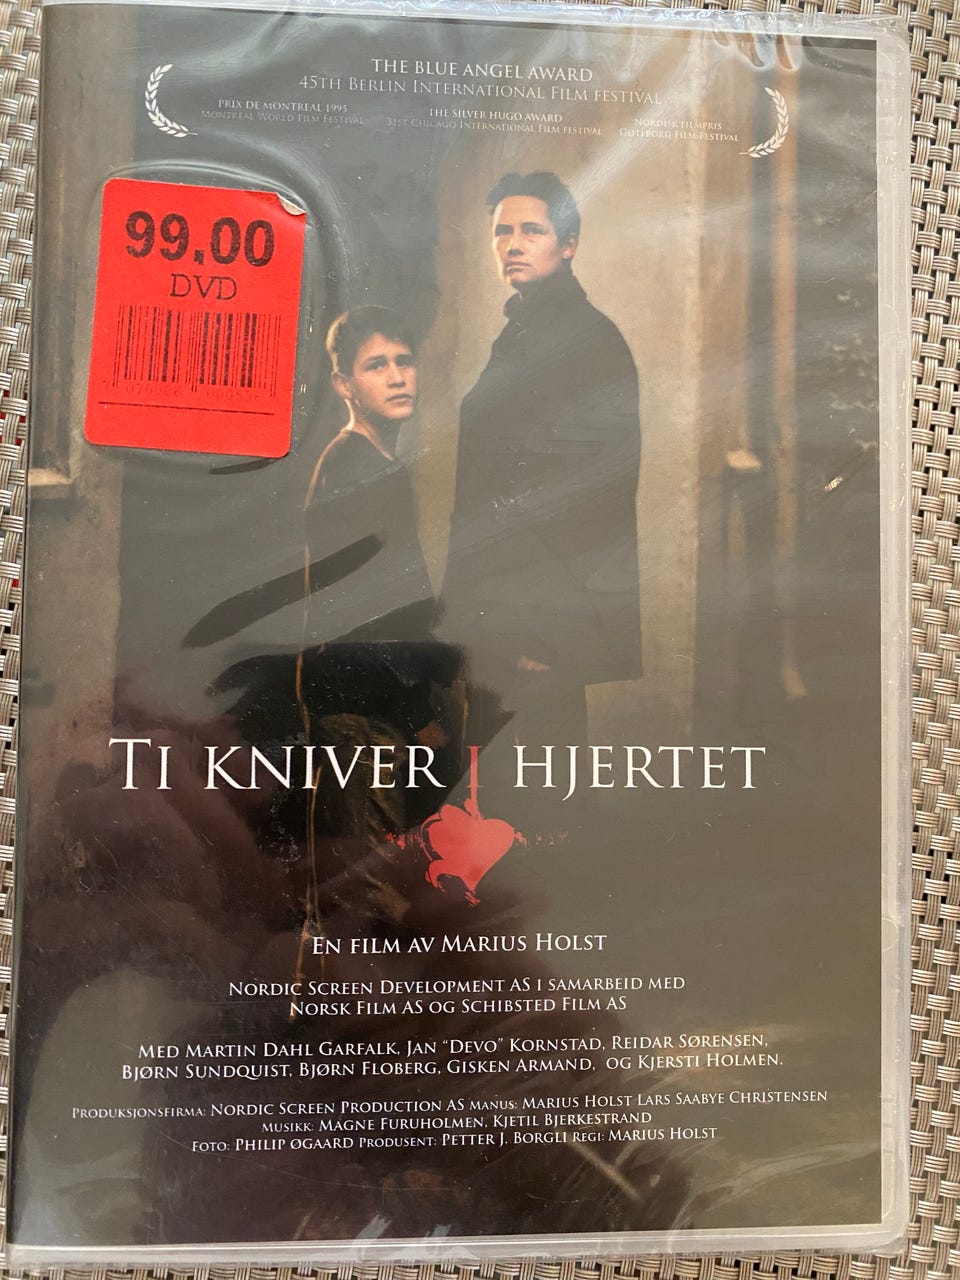 THE BLUE ANGEL AWARD
45TH BERLIN INTERNATIONAL FILM FESTIVAL
PRIX DE MONTREAL 1995
MONTREAL WORLD FILM FESTIVAL
THE SILVER HUGO AWARD
31ST CHICAGO INTERNATIONAL FILM FESTIVAL
NORDISK FILMPRIS
GØTEBORG FILM FESTIVAL
99,00
DVD
TI KNIVER I HJERTET
EN FILM AV MARIUS HOLST
NORDIC SCREEN DEVELOPMENT AS I SAMARBEID MED
NORSK FILM AS OG SCHIBSTED FILM AS
MED MARTIN DAHL GARFALK, JAN "DEVO" KORNSTAD, REIDAR SØRENSEN,
BJØRN SUNDQUIST, BJØRN FLOBERG, GISKEN ARMAND, OG KJERSTI HOLMEN.
PRODUKSJONSFIRMA: NORDIC SCREEN PRODUCTION AS MANUS: MARIUS HOLST LARS SAABYE CHRISTENSEN
MUSIKK: MAGNE FURUHOLMEN, KJETIL BJERKESTRAND
FOTO: PHILIP ØGAARD PRODUSENT: PETTER J. BORGLI REGI: MARIUS HOLST